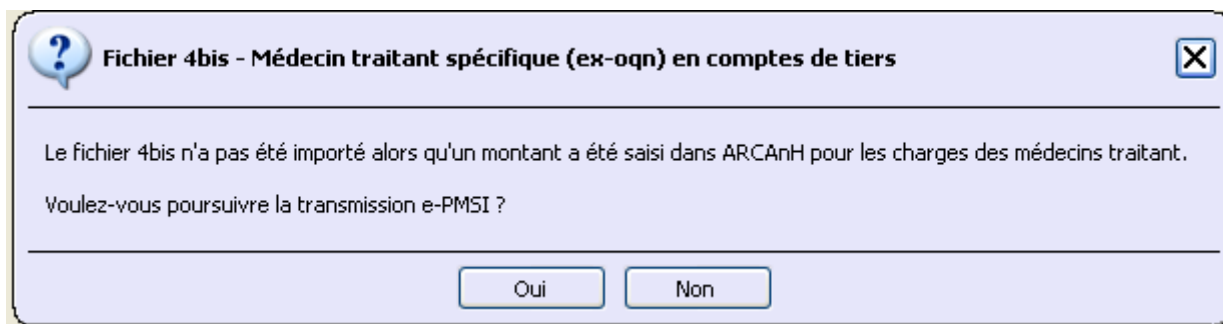 Fichier 4bis - Médecin traitant spécifique (ex-oqn) en comptes de tiers
Le fichier 4bis n'a pas été importé alors qu'un montant a été saisi dans ARCAnH pour les charges des médecins traitant.
Voulez-vous poursuivre la transmission e-PMSI ?
Oui Non